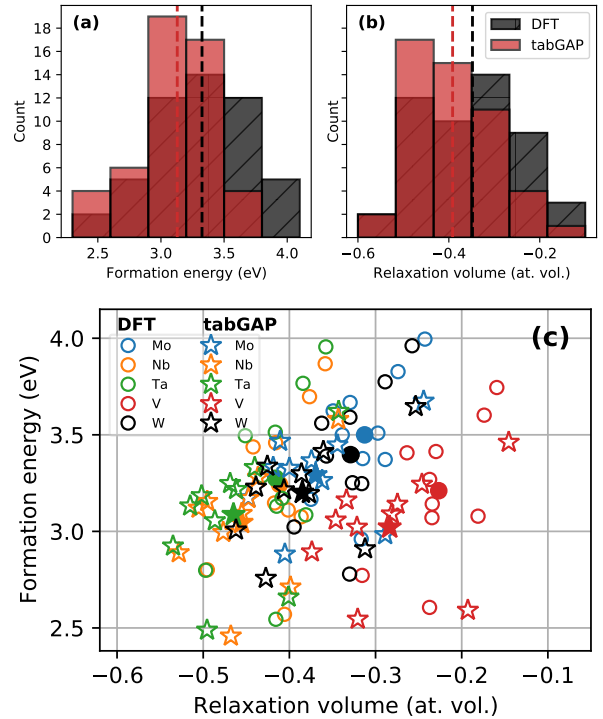 (a)
18
16
14
12
10
8
6
4
2
0
Count
2.5 3.0 3.5 4.0
Formation energy (eV)
(b)
DFT
tabGAP
Count
−0.6 −0.4 −0.2
Relaxation volume (at. vol.)
(c)
DFT tabGAP
Mo Mo
Nb Nb
Ta Ta
V V
W W
4.0
3.5
3.0
2.5
Formation energy (eV)
−0.6 −0.5 −0.4 −0.3 −0.2 −0.1
Relaxation volume (at. vol.)